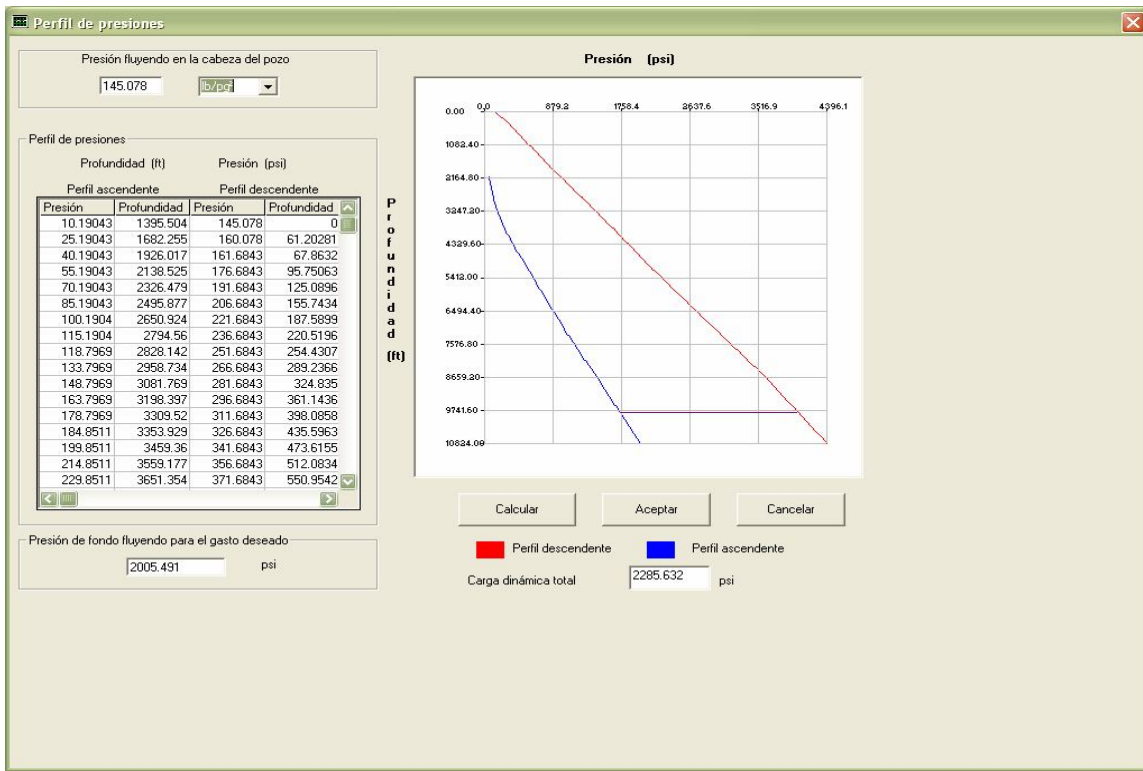 Perfil de presiones
Presión fluyendo en la cabeza del pozo
145.078 lb/pg²
Perfil de presiones
Profundidad (ft) Presión (psi)
Perfil ascendente Perfil descendente
Presión Profundidad Presión Profundidad
10.19043 1395.504 145.078 0
25.19043 1682.255 160.078 61.20281
40.19043 1926.017 161.6843 67.8632
55.19043 2138.525 176.6843 95.75063
70.19043 2326.479 191.6843 125.0896
85.19043 2495.877 206.6843 155.7434
100.1904 2650.924 221.6843 187.5899
115.1904 2794.56 236.6843 220.5196
118.7969 2828.142 251.6843 254.4307
133.7969 2958.734 266.6843 289.2366
148.7969 3081.769 281.6843 324.835
163.7969 3198.397 296.6843 361.1436
178.7969 3309.52 311.6843 398.0858
184.8511 3353.929 326.6843 435.5963
199.8511 3459.36 341.6843 473.6155
214.8511 3559.177 356.6843 512.0834
229.8511 3651.354 371.6843 550.9542
Presión de fondo fluyendo para el gasto deseado
2005.491 psi
Presión (psi)
Profundidad
(ft)
0.0 879.2 1758.4 2637.6 3516.9 4396.1
0.00
1082.40
2164.80
3247.20
4329.60
5412.00
6494.40
7576.80
8659.20
9741.60
10824.00
Calcular Aceptar Cancelar
Perfil descendente Perfil ascendente
Carga dinámica total 2285.632 psi